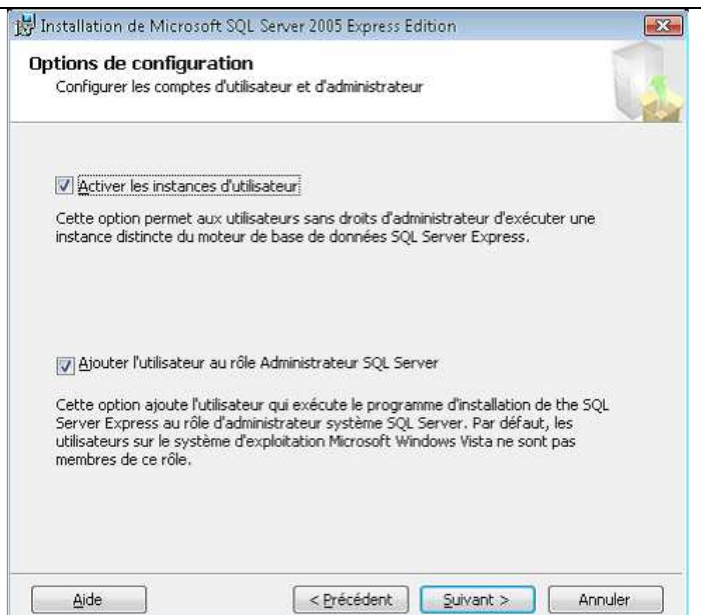 Installation de Microsoft SQL Server 2005 Express Edition
Options de configuration
Configurer les comptes d'utilisateur et d'administrateur
Activer les instances d'utilisateur
Cette option permet aux utilisateurs sans droits d'administrateur d'exécuter une
instance distincte du moteur de base de données SQL Server Express.
Ajouter l'utilisateur au rôle Administrateur SQL Server
Cette option ajoute l'utilisateur qui exécute le programme d'installation de the SQL
Server Express au rôle d'administrateur système SQL Server. Par défaut, les
utilisateurs sur le système d'exploitation Microsoft Windows Vista ne sont pas
membres de ce rôle.
Aide
< Précédent
Suivant >
Annuler